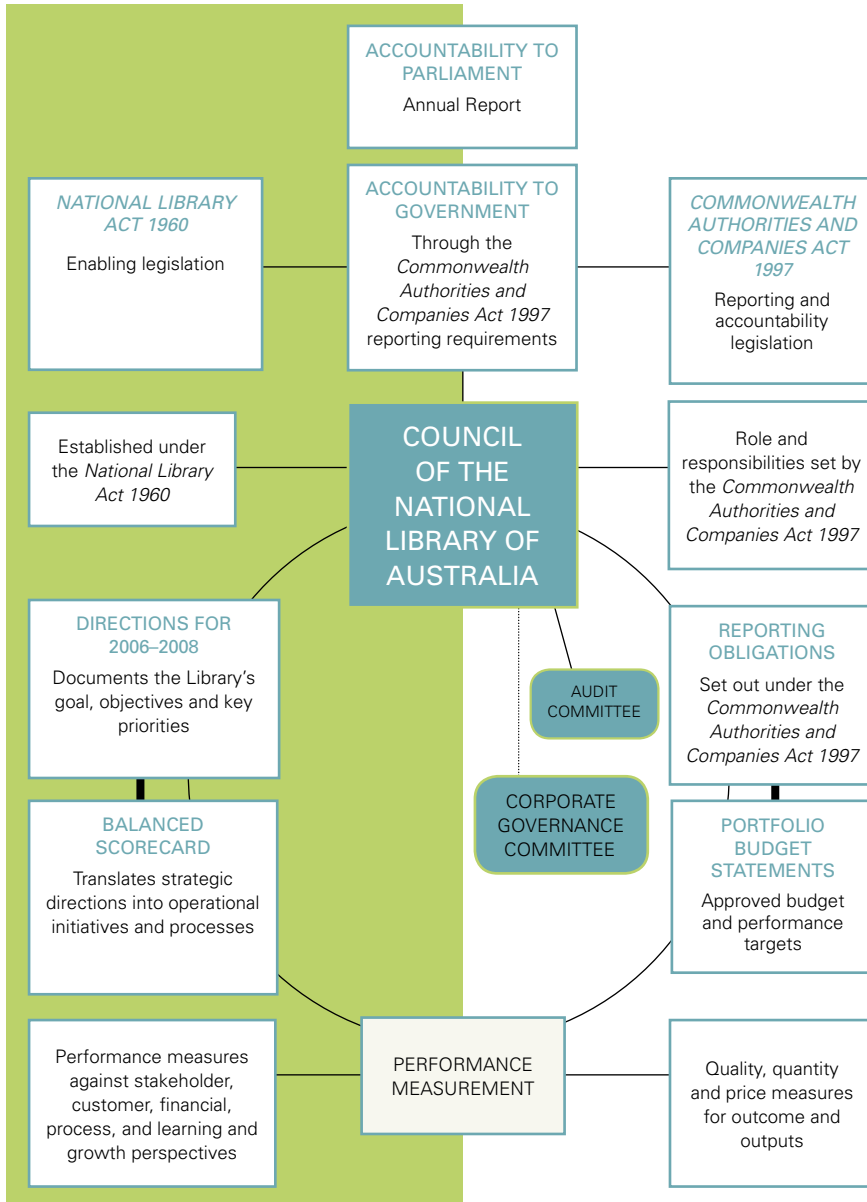 ACCOUNTABILITY TO
PARLIAMENT
Annual Report
NATIONAL LIBRARY
ACT 1960
Enabling legislation
ACCOUNTABILITY TO
GOVERNMENT
Through the
Commonwealth
Authorities and
Companies Act 1997
reporting requirements
COMMONWEALTH
AUTHORITIES AND
COMPANIES ACT
1997
Reporting and
accountability
legislation
Established under
the National Library
Act 1960
COUNCIL
OF THE
NATIONAL
LIBRARY OF
AUSTRALIA
Role and
responsibilities set by
the Commonwealth
Authorities and
Companies Act 1997
DIRECTIONS FOR
2006–2008
Documents the Library's
goal, objectives and key
priorities
AUDIT
COMMITTEE
REPORTING
OBLIGATIONS
Set out under the
Commonwealth
Authorities and
Companies Act 1997
BALANCED
SCORECARD
Translates strategic
directions into operational
initiatives and processes
CORPORATE
GOVERNANCE
COMMITTEE
PORTFOLIO
BUDGET
STATEMENTS
Approved budget
and performance
targets
Performance measures
against stakeholder,
customer, financial,
process, and learning and
growth perspectives
PERFORMANCE
MEASUREMENT
Quality, quantity
and price measures
for outcome and
outputs